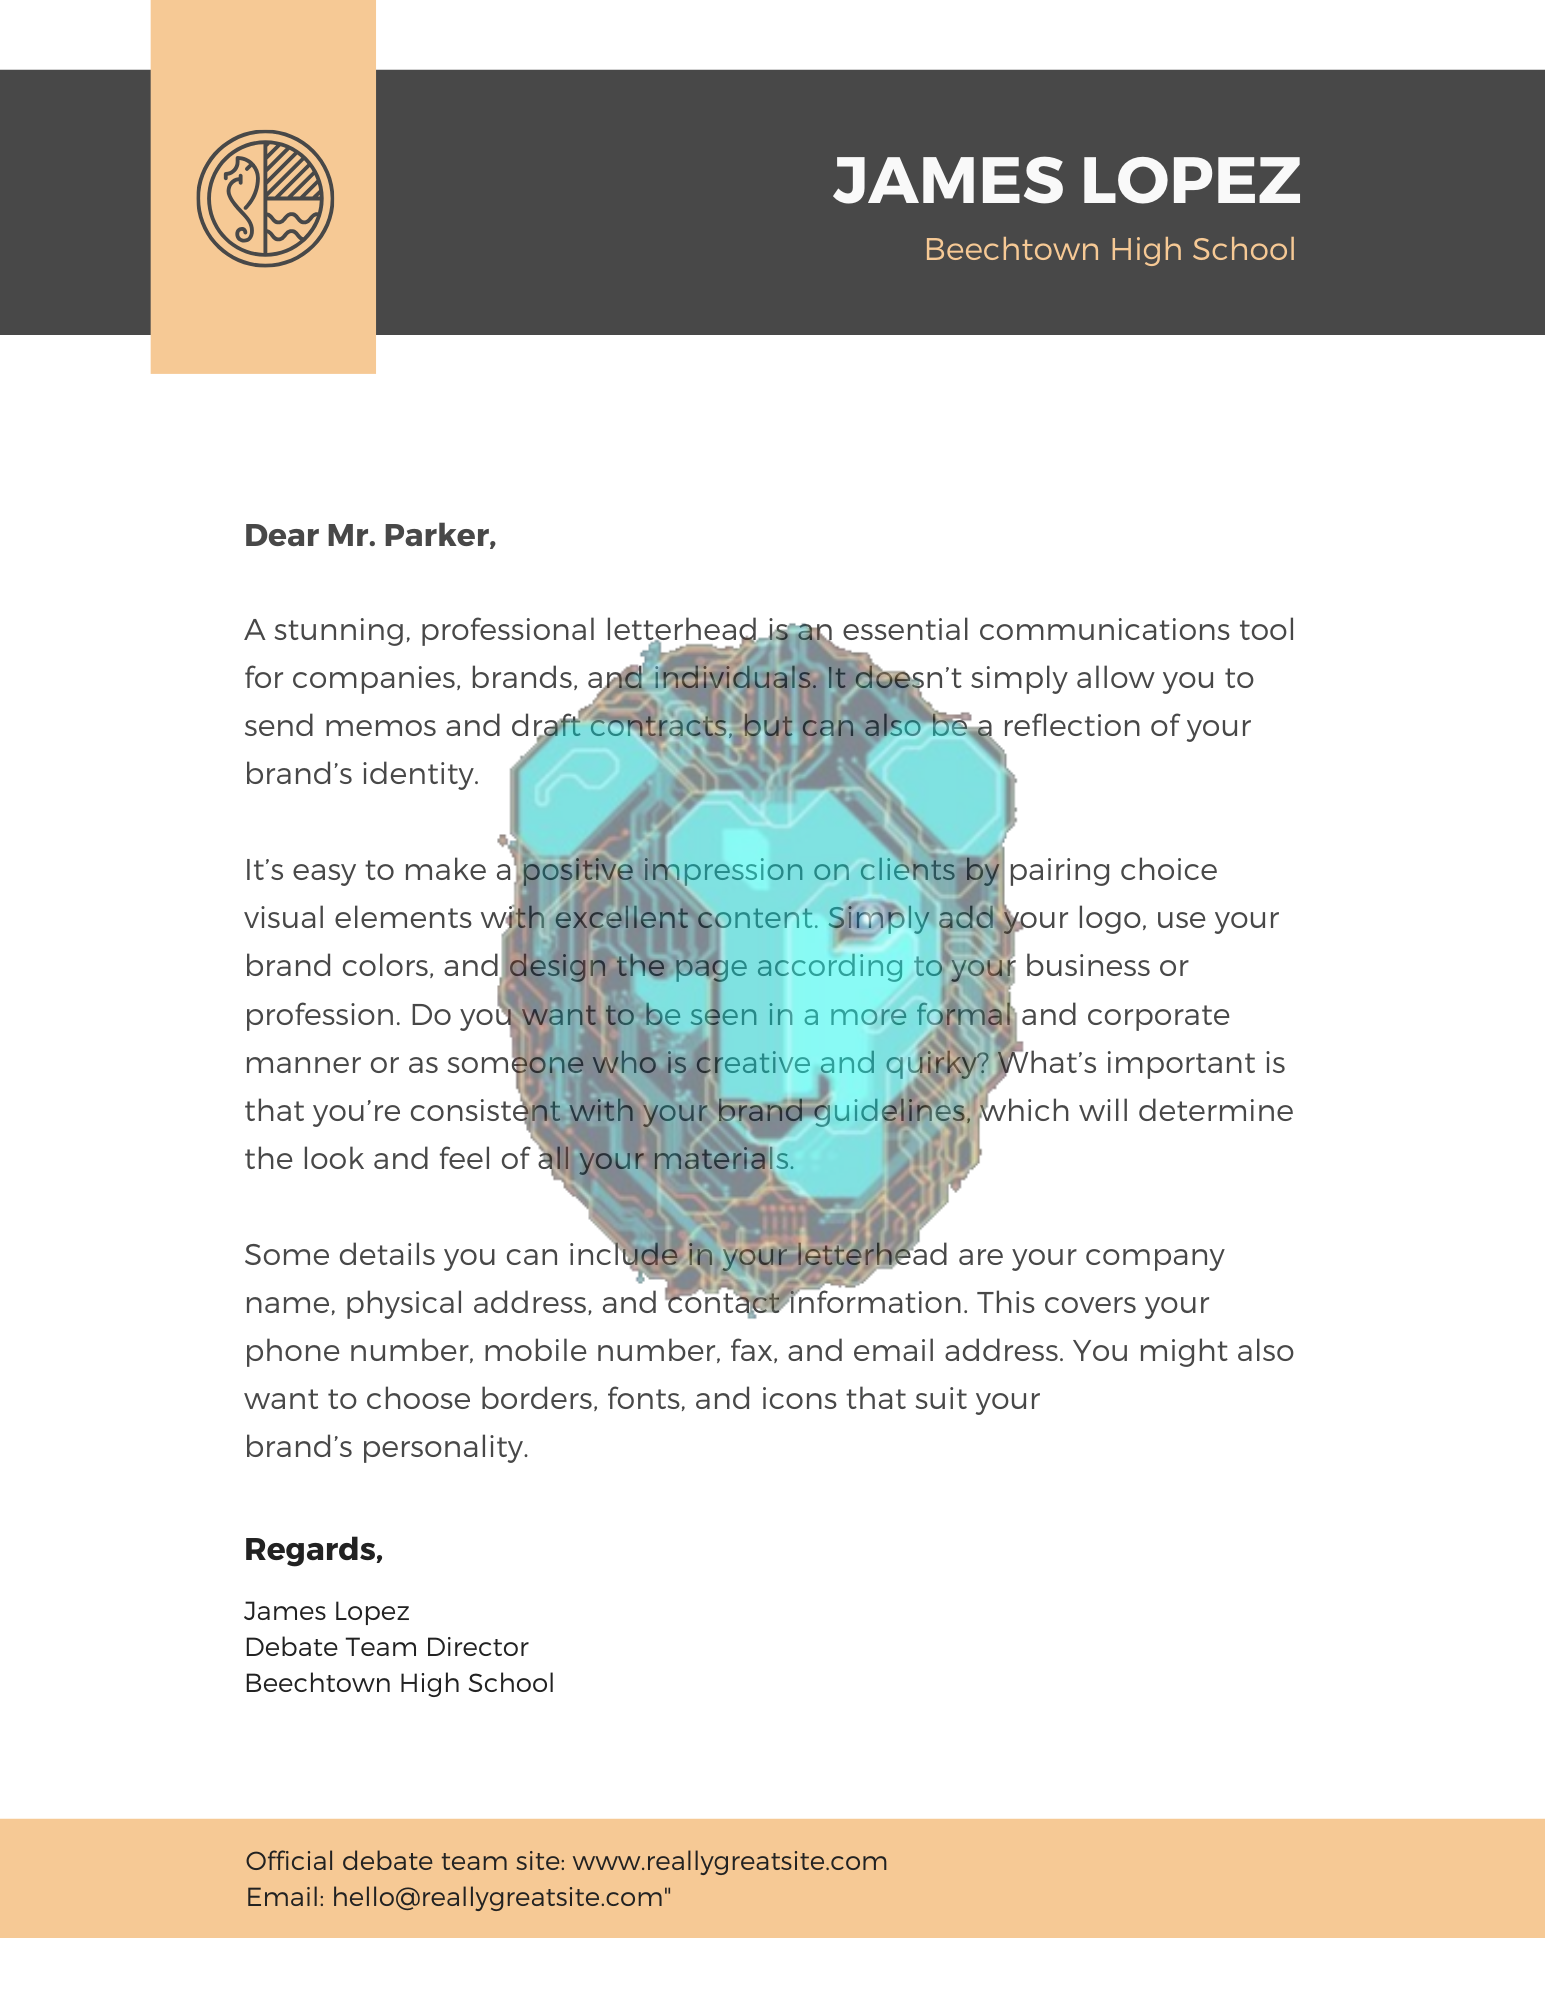 JAMES LOPEZ
Beechtown High School
Dear Mr. Parker,
A stunning, professional letterhead is an essential communications tool
for companies, brands, and individuals. It doesn’t simply allow you to
send memos and draft contracts, but can also be a reflection of your
brand’s identity.
It’s easy to make a positive impression on clients by pairing choice
visual elements with excellent content. Simply add your logo, use your
brand colors, and design the page according to your business or
profession. Do you want to be seen in a more formal and corporate
manner or as someone who is creative and quirky? What’s important is
that you’re consistent with your brand guidelines, which will determine
the look and feel of all your materials.
Some details you can include in your letterhead are your company
name, physical address, and contact information. This covers your
phone number, mobile number, fax, and email address. You might also
want to choose borders, fonts, and icons that suit your
brand’s personality.
Regards,
James Lopez
Debate Team Director
Beechtown High School
Official debate team site: www.reallygreatsite.com
Email: hello@reallygreatsite.com"